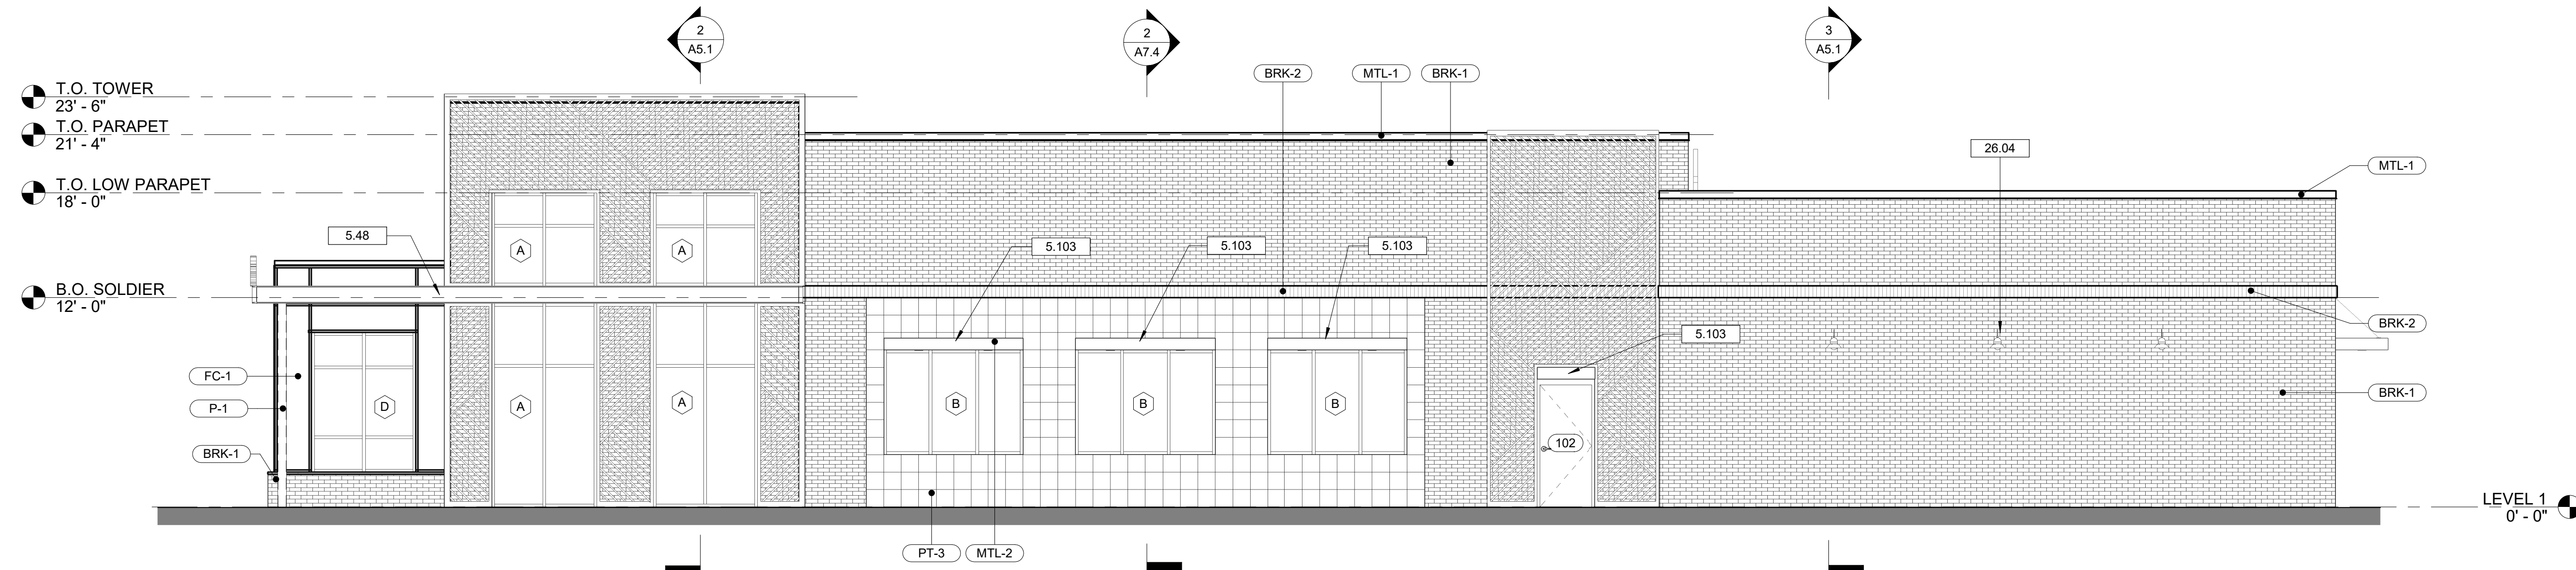 2
A5.1
2
A7.4
3
A5.1
BRK-2
MTL-1
BRK-1
T.O. TOWER
23' - 6"
T.O. PARAPET
21' - 4"
26.04
MTL-1
T.O. LOW PARAPET
18' - 0"
5.48
5.103
5.103
5.103
A
A
B.O. SOLDIER
12' - 0"
BRK-2
5.103
FC-1
P-1
D
A
A
B
B
B
BRK-1
102
BRK-1
LEVEL 1
0' - 0"
PT-3
MTL-2